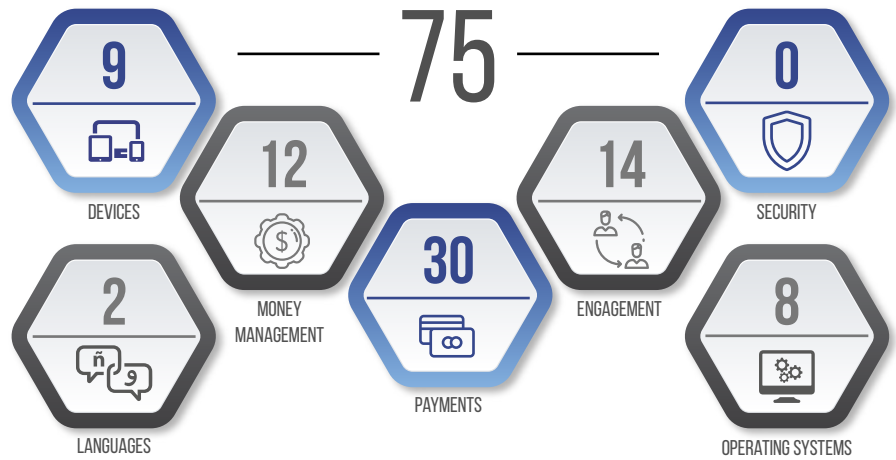 75
9
DEVICES
12
MONEY
MANAGEMENT
30
PAYMENTS
14
ENGAGEMENT
0
SECURITY
2
ñ
و
LANGUAGES
8
OPERATING SYSTEMS
$